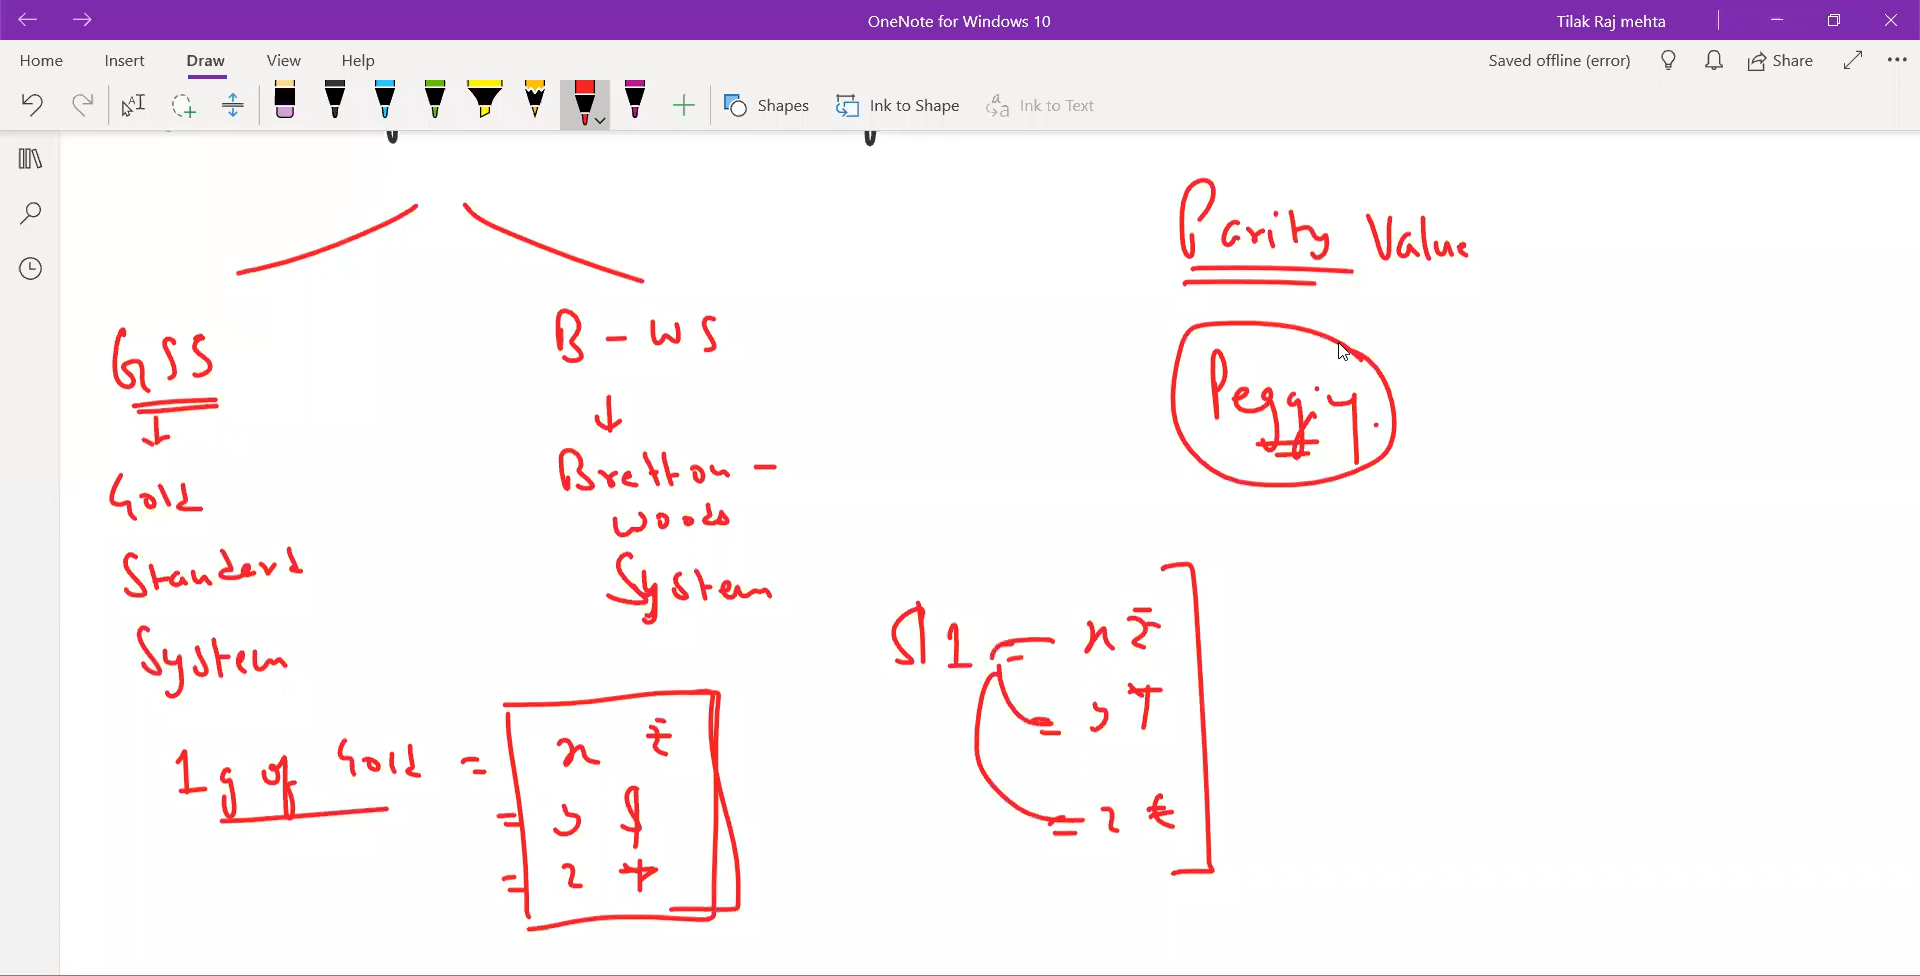 OneNote for Windows 10
Tilak Raj mehta
Home Insert Draw View Help
Saved offline (error) Share
Shapes Ink to Shape Ink to Text
Parity Value
Peggiy.
GSS
Gold
Standard
System
B - WS
Bretton -
woods
System
1 g of Gold = x ₹
= y $
= z
$1 = x ₹
= y
= z €